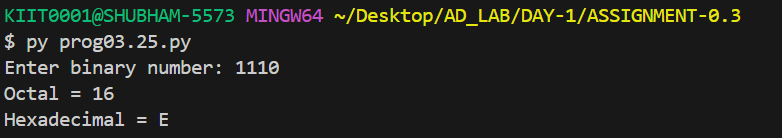 KIIT0001@SHUBHAM-5573 MINGW64 ~/Desktop/AD_LAB/DAY-1/ASSIGNMENT-0.3
$ py prog03.25.py
Enter binary number: 1110
Octal = 16
Hexadecimal = E